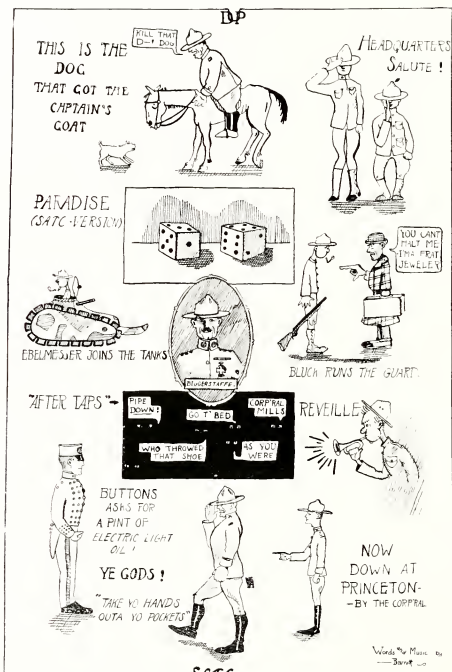 DUP
THIS IS THE
DOG
THAT GOT THE
CAPTAIN'S
GOAT
KILL THAT
D—! DOG
HEADQUARTERS
SALUTE!
PARADISE
(SATC-VERSION)
YOU CANT
HALT ME
I'MA FRAT
JEWELER
EBELMESSER JOINS THE TANKS
BLUCK RUNS THE GUARD
"AFTER TAPS"
PIPE
DOWN!
GO T' BED
CORP'RAL
MILLS
WHO THROWED
THAT SHOE
AS YOU
WERE
REVEILLE
BUTTONS
ASKS FOR
A PINT OF
ELECTRIC LIGHT
OIL!
YE GODS!
"TAKE YO HANDS
OUTA YO POCKETS"
NOW
DOWN AT
PRINCETON-
-BY THE CORP'RAL
Words & Music by